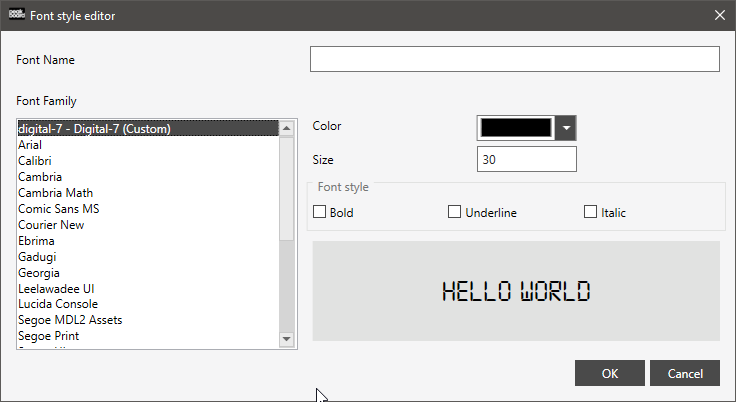 peak board
Font style editor
Font Name
Font Family
digital-7 - Digital-7 (Custom)
Arial
Calibri
Cambria
Cambria Math
Comic Sans MS
Courier New
Ebrima
Gadugi
Georgia
Leelawadee UI
Lucida Console
Segoe MDL2 Assets
Segoe Print
Color
Size
30
Font style
Bold
Underline
Italic
HELLO WORLD
OK
Cancel